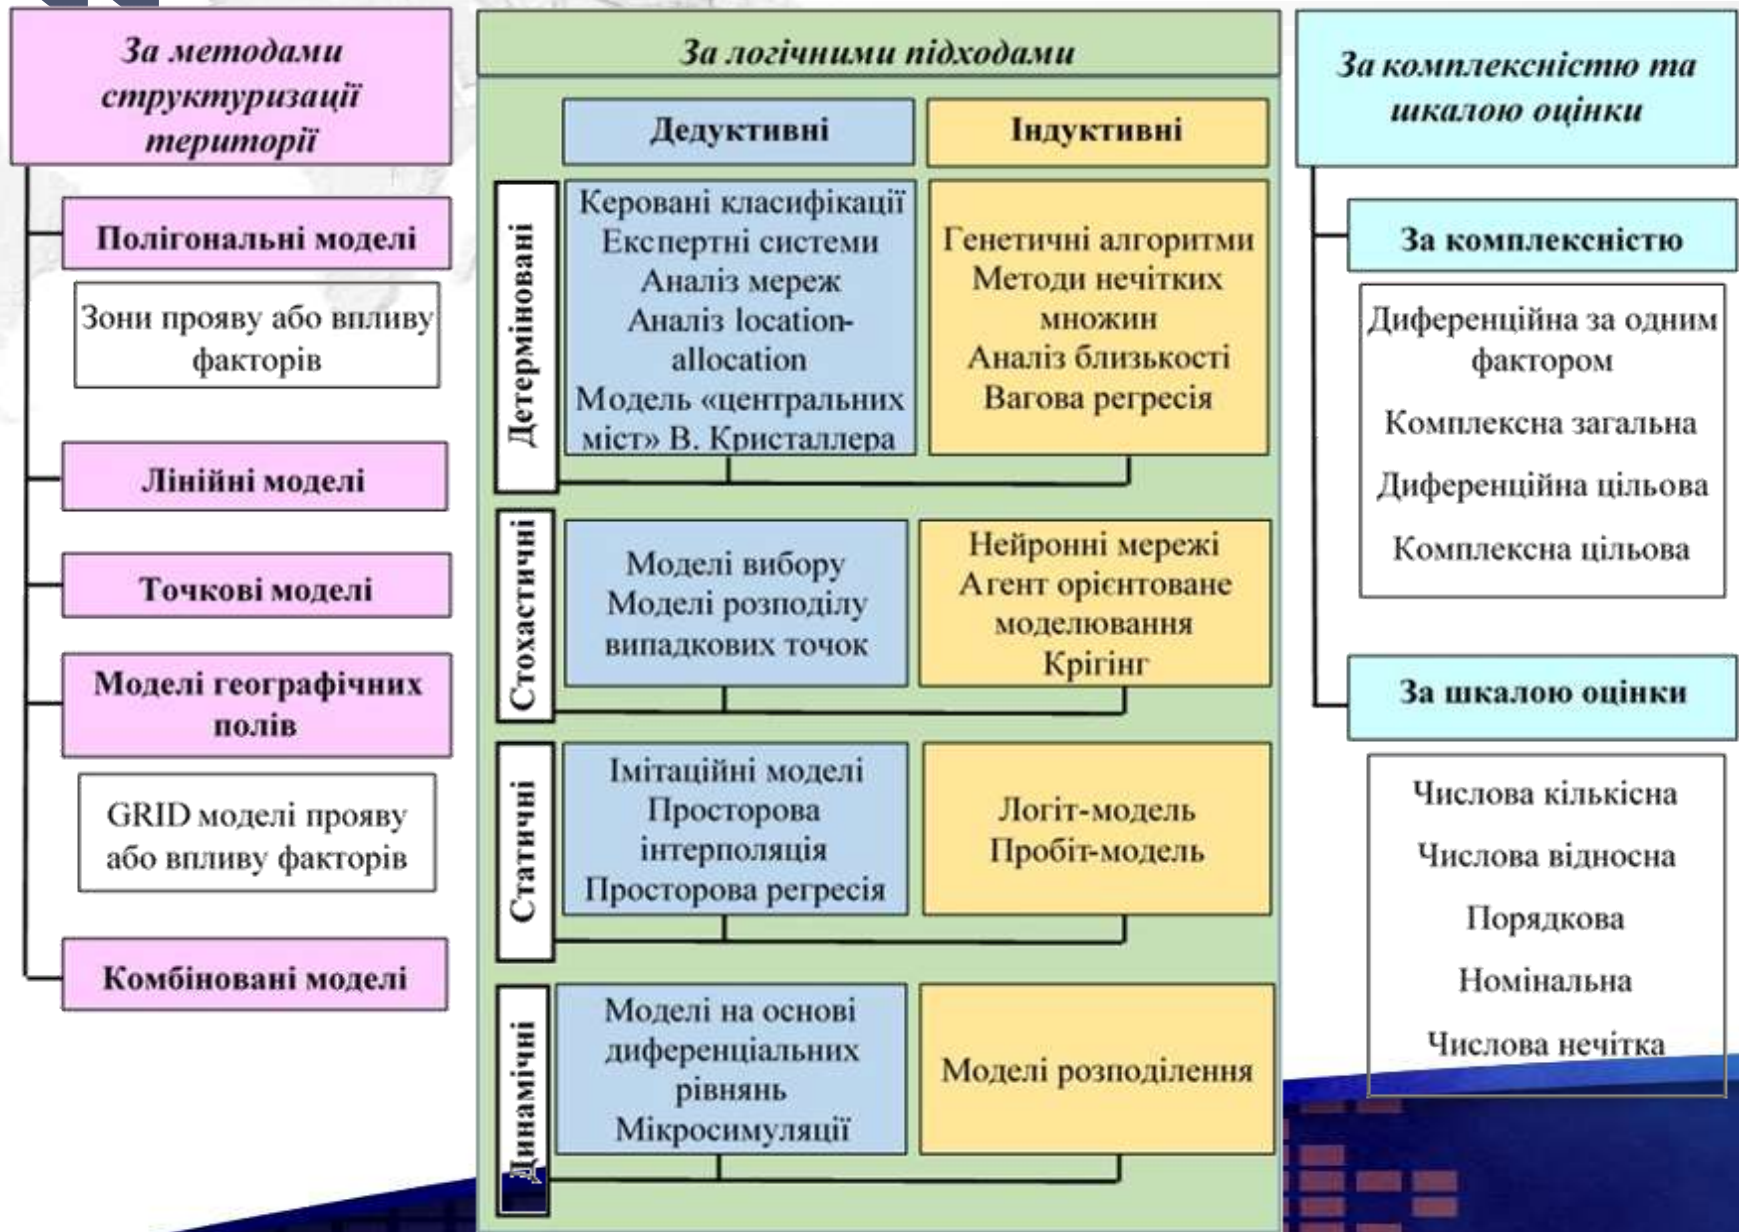 За методами
структуризації
території
Полігональні моделі
Зони прояву або впливу
факторів
Лінійні моделі
Точкові моделі
Моделі географічних
полів
GRID моделі прояву
або впливу факторів
Комбіновані моделі
За логічними підходами
Дедуктивні
Індуктивні
Детерміновані
Керовані класифікації
Експертні системи
Аналіз мереж
Аналіз location-
allocation
Модель «центральних
міст» В. Кристаллера
Генетичні алгоритми
Методи нечітких
множин
Аналіз близькості
Вагова регресія
Стохастичні
Моделі вибору
Моделі розподілу
випадкових точок
Нейронні мережі
Агент орієнтоване
моделювання
Крігінг
Статичні
Імітаційні моделі
Просторова
інтерполяція
Просторова регресія
Логіт-модель
Пробіт-модель
Динамічні
Моделі на основі
диференціальних
рівнянь
Мікросимуляції
Моделі розподілення
За комплексністю та
шкалою оцінки
За комплексністю
Диференційна за одним
фактором
Комплексна загальна
Диференційна цільова
Комплексна цільова
За шкалою оцінки
Числова кількісна
Числова відносна
Порядкова
Номінальна
Числова нечітка